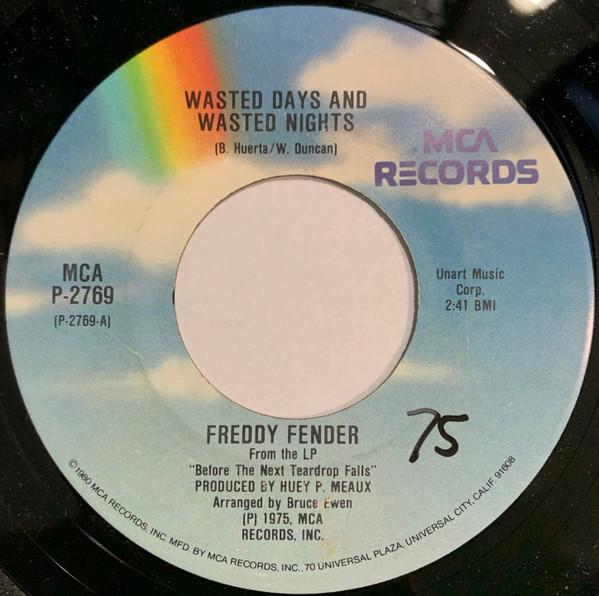 WASTED DAYS AND
WASTED NIGHTS
(B. Huerta/W. Duncan)
MCA
RECORDS
MCA
P-2769
(P-2769-A)
Unart Music
Corp.
2:41 BMI
FREDDY FENDER
From the LP
"Before The Next Teardrop Falls"
PRODUCED BY HUEY P. MEAUX
Arranged by Bruce Ewen
(P) 1975, MCA
RECORDS, INC.
75
©1980 MCA RECORDS, INC. MFD. BY MCA RECORDS, INC., 70 UNIVERSAL PLAZA, UNIVERSAL CITY, CALIF. 91608